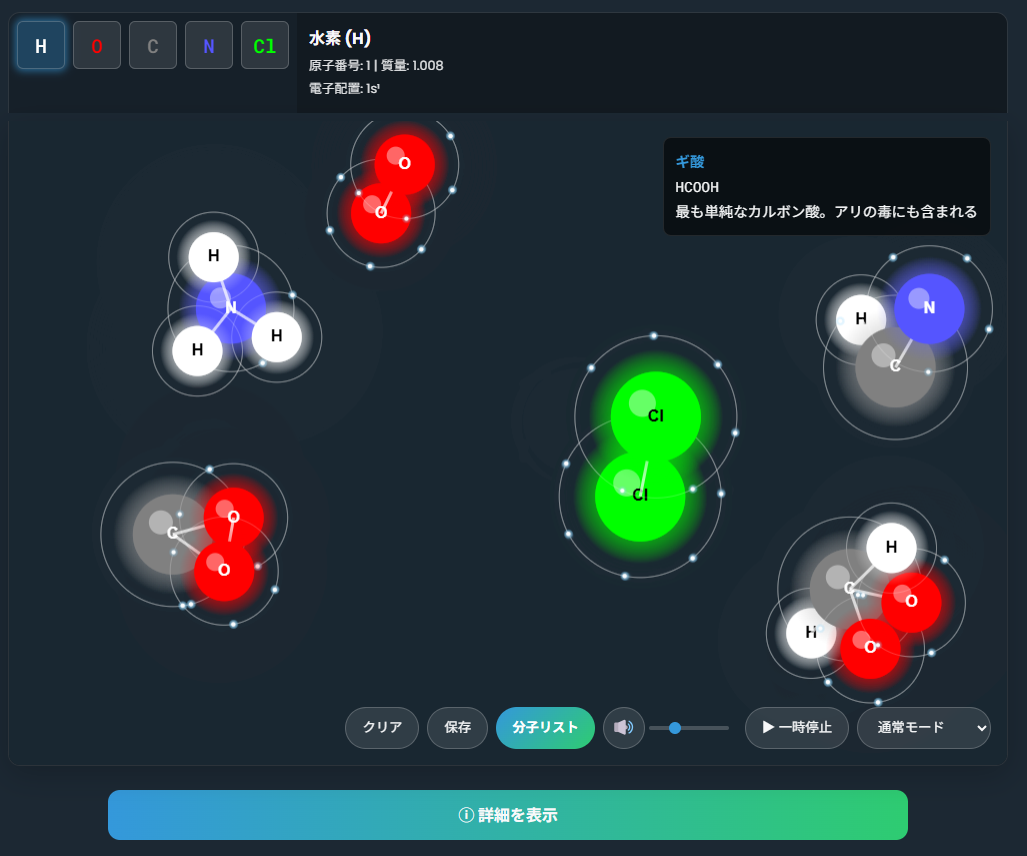 H O C N Cl
水素 (H)
原子番号: 1 | 質量: 1.008
電子配置: 1s¹
ギ酸
HCOOH
最も単純なカルボン酸。アリの毒にも含まれる
O
O
H
N
H
H
H
N
C
Cl
Cl
C
O
O
H
C
O
H
O
クリア 保存 分子リスト ▶ 一時停止 通常モード
ⓘ 詳細を表示